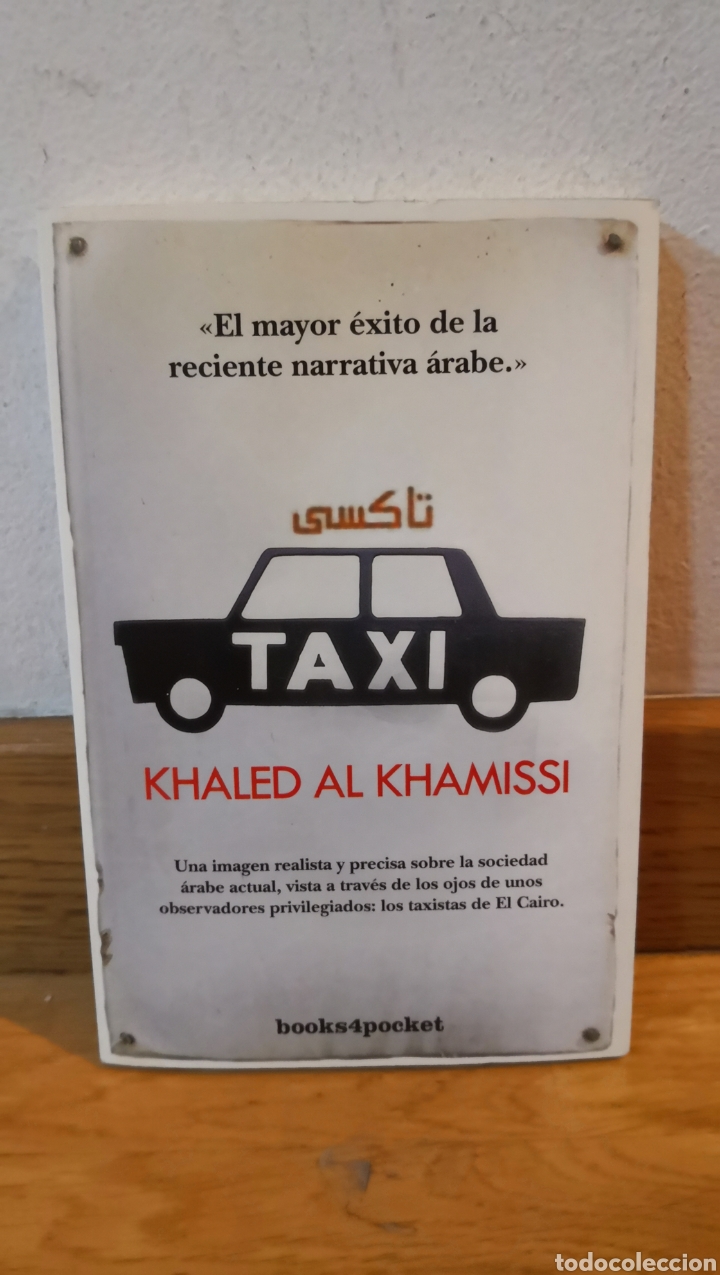 «El mayor éxito de la
reciente narrativa árabe.»
تاكسى
TAXI
KHALED AL KHAMISSI
Una imagen realista y precisa sobre la sociedad
árabe actual, vista a través de los ojos de unos
observadores privilegiados: los taxistas de El Cairo.
books4pocket
todocoleccion